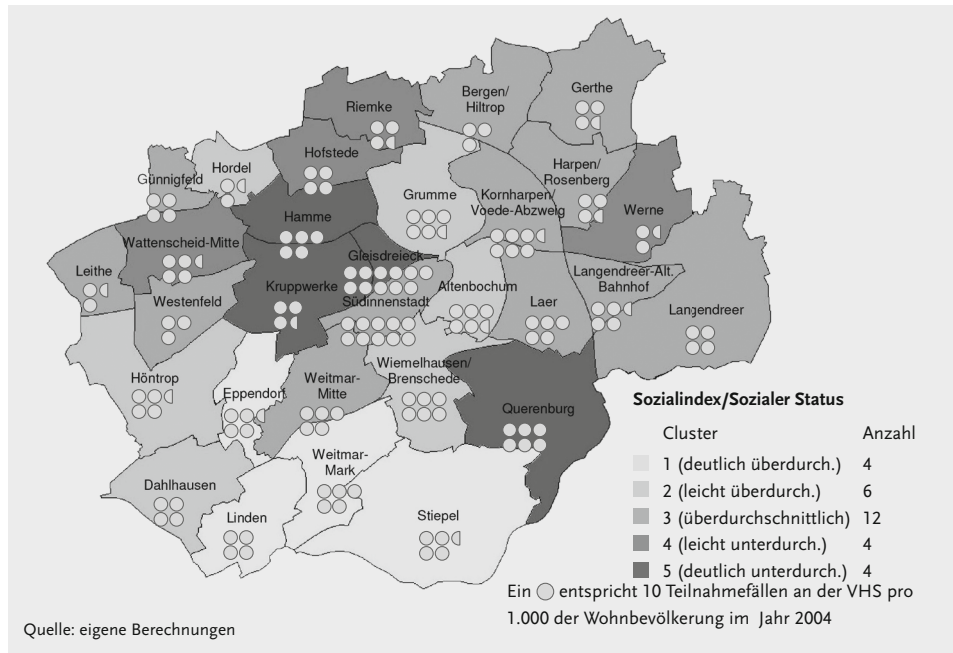 Bergen/
Hiltrop
Gerthe
Riemke
Hofstede
Harpen/
Rosenberg
Hordel
Günnigfeld
Grumme
Kornharpen/
Voede-Abzweig
Werne
Hamme
Wattenscheid-Mitte
Gleisdreieck
Leithe
Kruppwerke
Altenbochum
Langendreer-Alt.
Bahnhof
Westenfeld
Südinnenstadt
Laer
Langendreer
Höntrop
Eppendorf
Weitmar-
Mitte
Wiemelhausen/
Brenschede
Querenburg
Weitmar-
Mark
Dahlhausen
Linden
Stiepel
Sozialindex/Sozialer Status
Cluster Anzahl
1 (deutlich überdurch.) 4
2 (leicht überdurch.) 6
3 (überdurchschnittlich) 12
4 (leicht unterdurch.) 4
5 (deutlich unterdurch.) 4
Ein entspricht 10 Teilnahmefällen an der VHS pro
1.000 der Wohnbevölkerung im Jahr 2004
Quelle: eigene Berechnungen